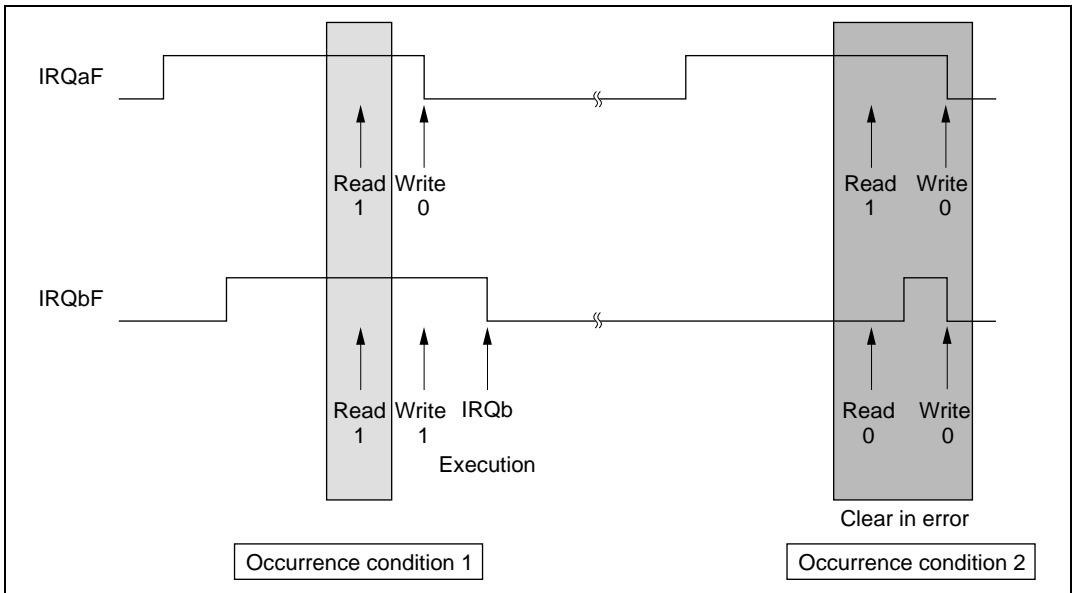 IRQaF
Read Write Read Write
1 0 1 0
IRQbF
Read Write IRQb Read Write
1 1 0 0
Execution
Clear in error
Occurrence condition 1 Occurrence condition 2